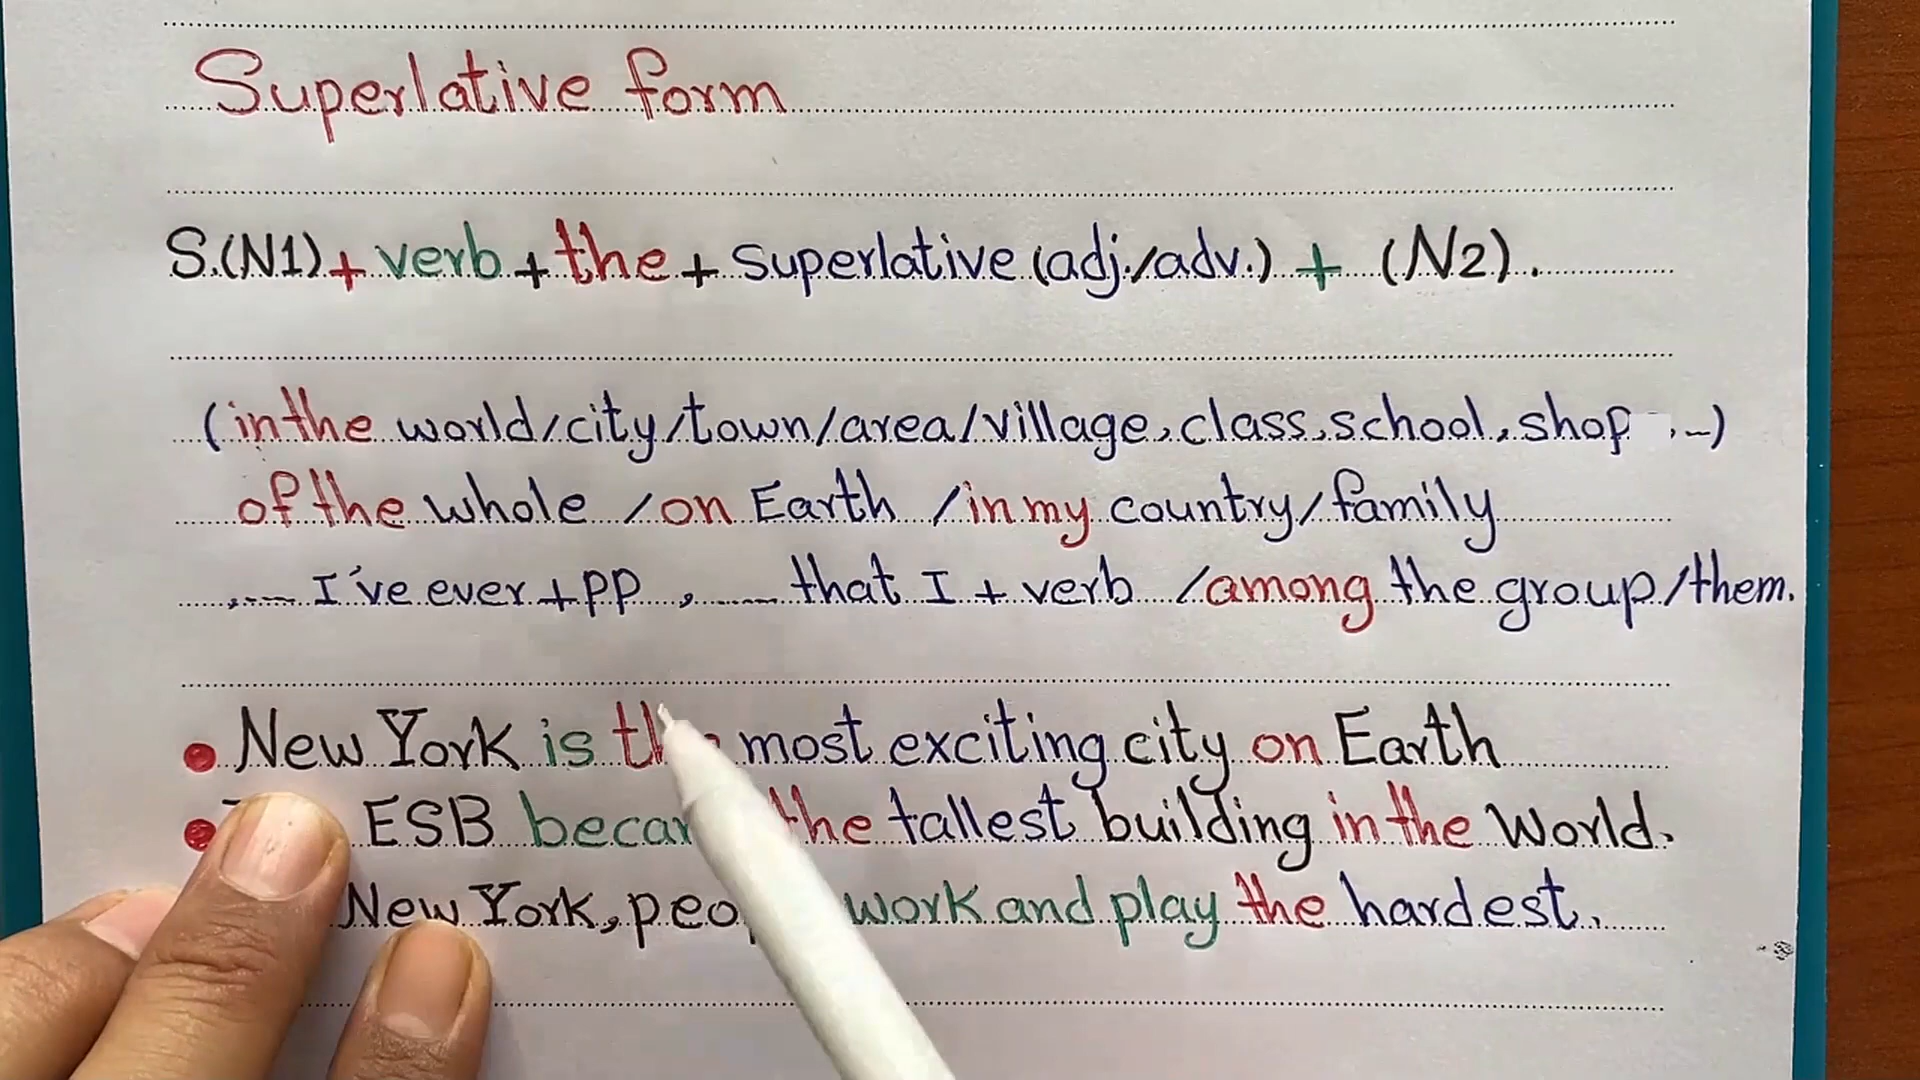 Superlative form
S.(N1) + verb + the + superlative (adj./adv.) + (N2).
(in the world/city/town/area/village, class, school, shop ...)
of the whole / on Earth / in my country/family
...... I've ever + PP , ...... that I + verb / among the group/them.
New York is the most exciting city on Earth
ESB the tallest building in the World.
New York, work and play the hardest.